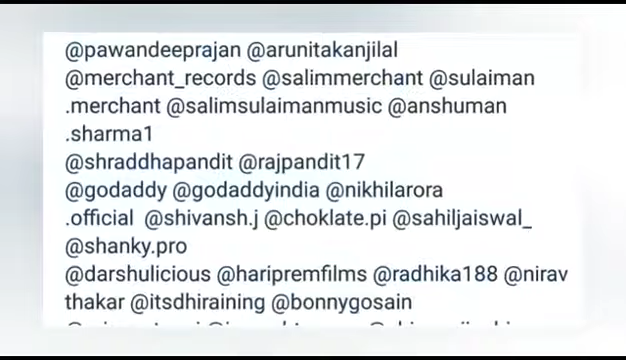 @pawandeeprajan @arunitakanjilal
@merchant_records @salimmerchant @sulaiman
.merchant @salimsulaimanmusic @anshuman
.sharma1
@shraddhapandit @rajpandit17
@godaddy @godaddyindia @nikhilarora
.official @shivansh.j @choklate.pi @sahiljaiswal_
@shanky.pro
@darshulicious @haripremfilms @radhika188 @nirav
thakar @itsdhiraining @bonnygosain